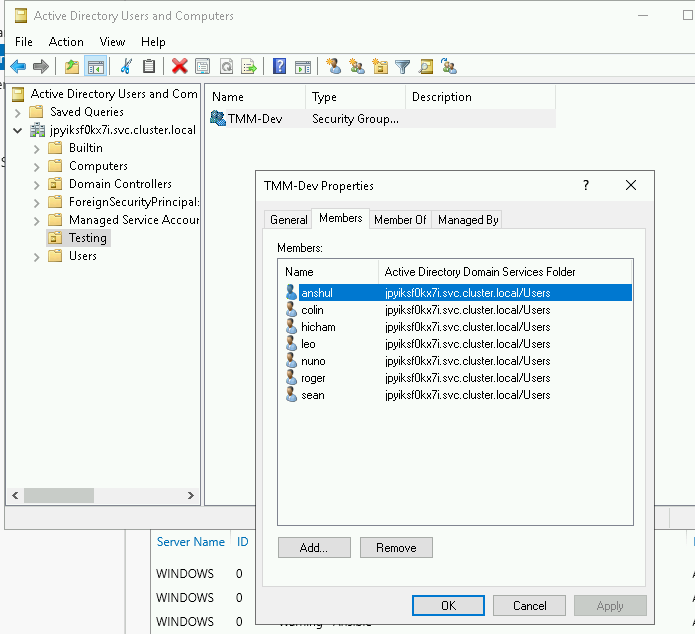 Active Directory Users and Computers
File Action View Help
Active Directory Users and Com
Saved Queries
jpyiksf0kx7i.svc.cluster.local
Builtin
Computers
Domain Controllers
ForeignSecurityPrincipal:
Managed Service Accour
Testing
Users
Name Type Description
TMM-Dev Security Group...
TMM-Dev Properties ?
General Members Member Of Managed By
Members:
Name Active Directory Domain Services Folder
anshul jpyiksf0kx7i.svc.cluster.local/Users
colin jpyiksf0kx7i.svc.cluster.local/Users
hicham jpyiksf0kx7i.svc.cluster.local/Users
leo jpyiksf0kx7i.svc.cluster.local/Users
nuno jpyiksf0kx7i.svc.cluster.local/Users
roger jpyiksf0kx7i.svc.cluster.local/Users
sean jpyiksf0kx7i.svc.cluster.local/Users
Add... Remove
OK Cancel Apply
Server Name ID
WINDOWS 0
WINDOWS 0
WINDOWS 0